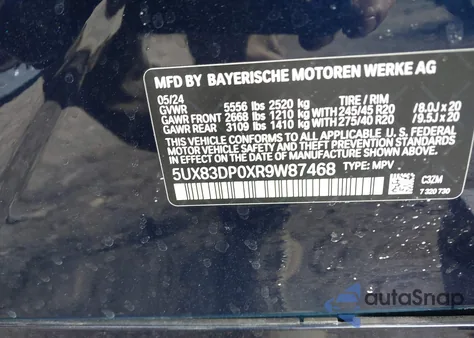 MFD BY BAYERISCHE MOTOREN WERKE AG
05/24 TIRE / RIM
GVWR 5556 lbs 2520 kg
GAWR FRONT 2668 lbs 1210 kg WITH 245/45 R20 /8.0J x 20
GAWR REAR 3109 lbs 1410 kg WITH 275/40 R20 /9.5J x 20
THIS VEHICLE CONFORMS TO ALL APPLICABLE U. S. FEDERAL
MOTOR VEHICLE SAFETY AND THEFT PREVENTION STANDARDS
IN EFFECT ON THE DATE OF MANUFACTURE SHOWN ABOVE.
5UX83DP0XR9W87468 TYPE: MPV
C3ZM
7 320 730
autoSnap